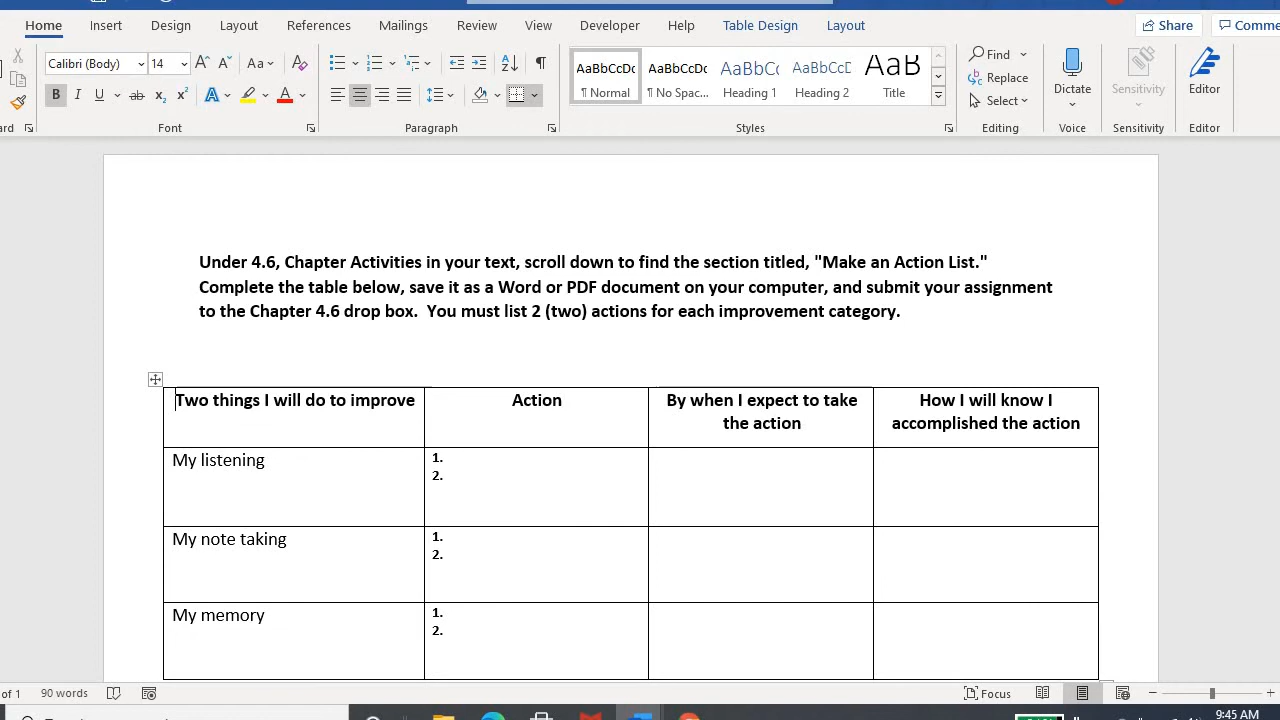 Home Insert Design Layout References Mailings Review View Developer Help Table Design Layout Share
Calibri (Body) 14 Aa Find
Replace
Select
AaBbCcDc AaBbCcDc AaBbC AaBbCcD AaB
¶ Normal ¶ No Spac... Heading 1 Heading 2 Title
Dictate Sensitivity Editor
Font Paragraph Styles Editing Voice Sensitivity Editor
Under 4.6, Chapter Activities in your text, scroll down to find the section titled, "Make an Action List."
Complete the table below, save it as a Word or PDF document on your computer, and submit your assignment
to the Chapter 4.6 drop box.  You must list 2 (two) actions for each improvement category.
Two things I will do to improve Action By when I expect to take How I will know I
the action accomplished the action
My listening 1.
2.
My note taking 1.
2.
My memory 1.
2.
of 1 90 words Focus
9:45 AM